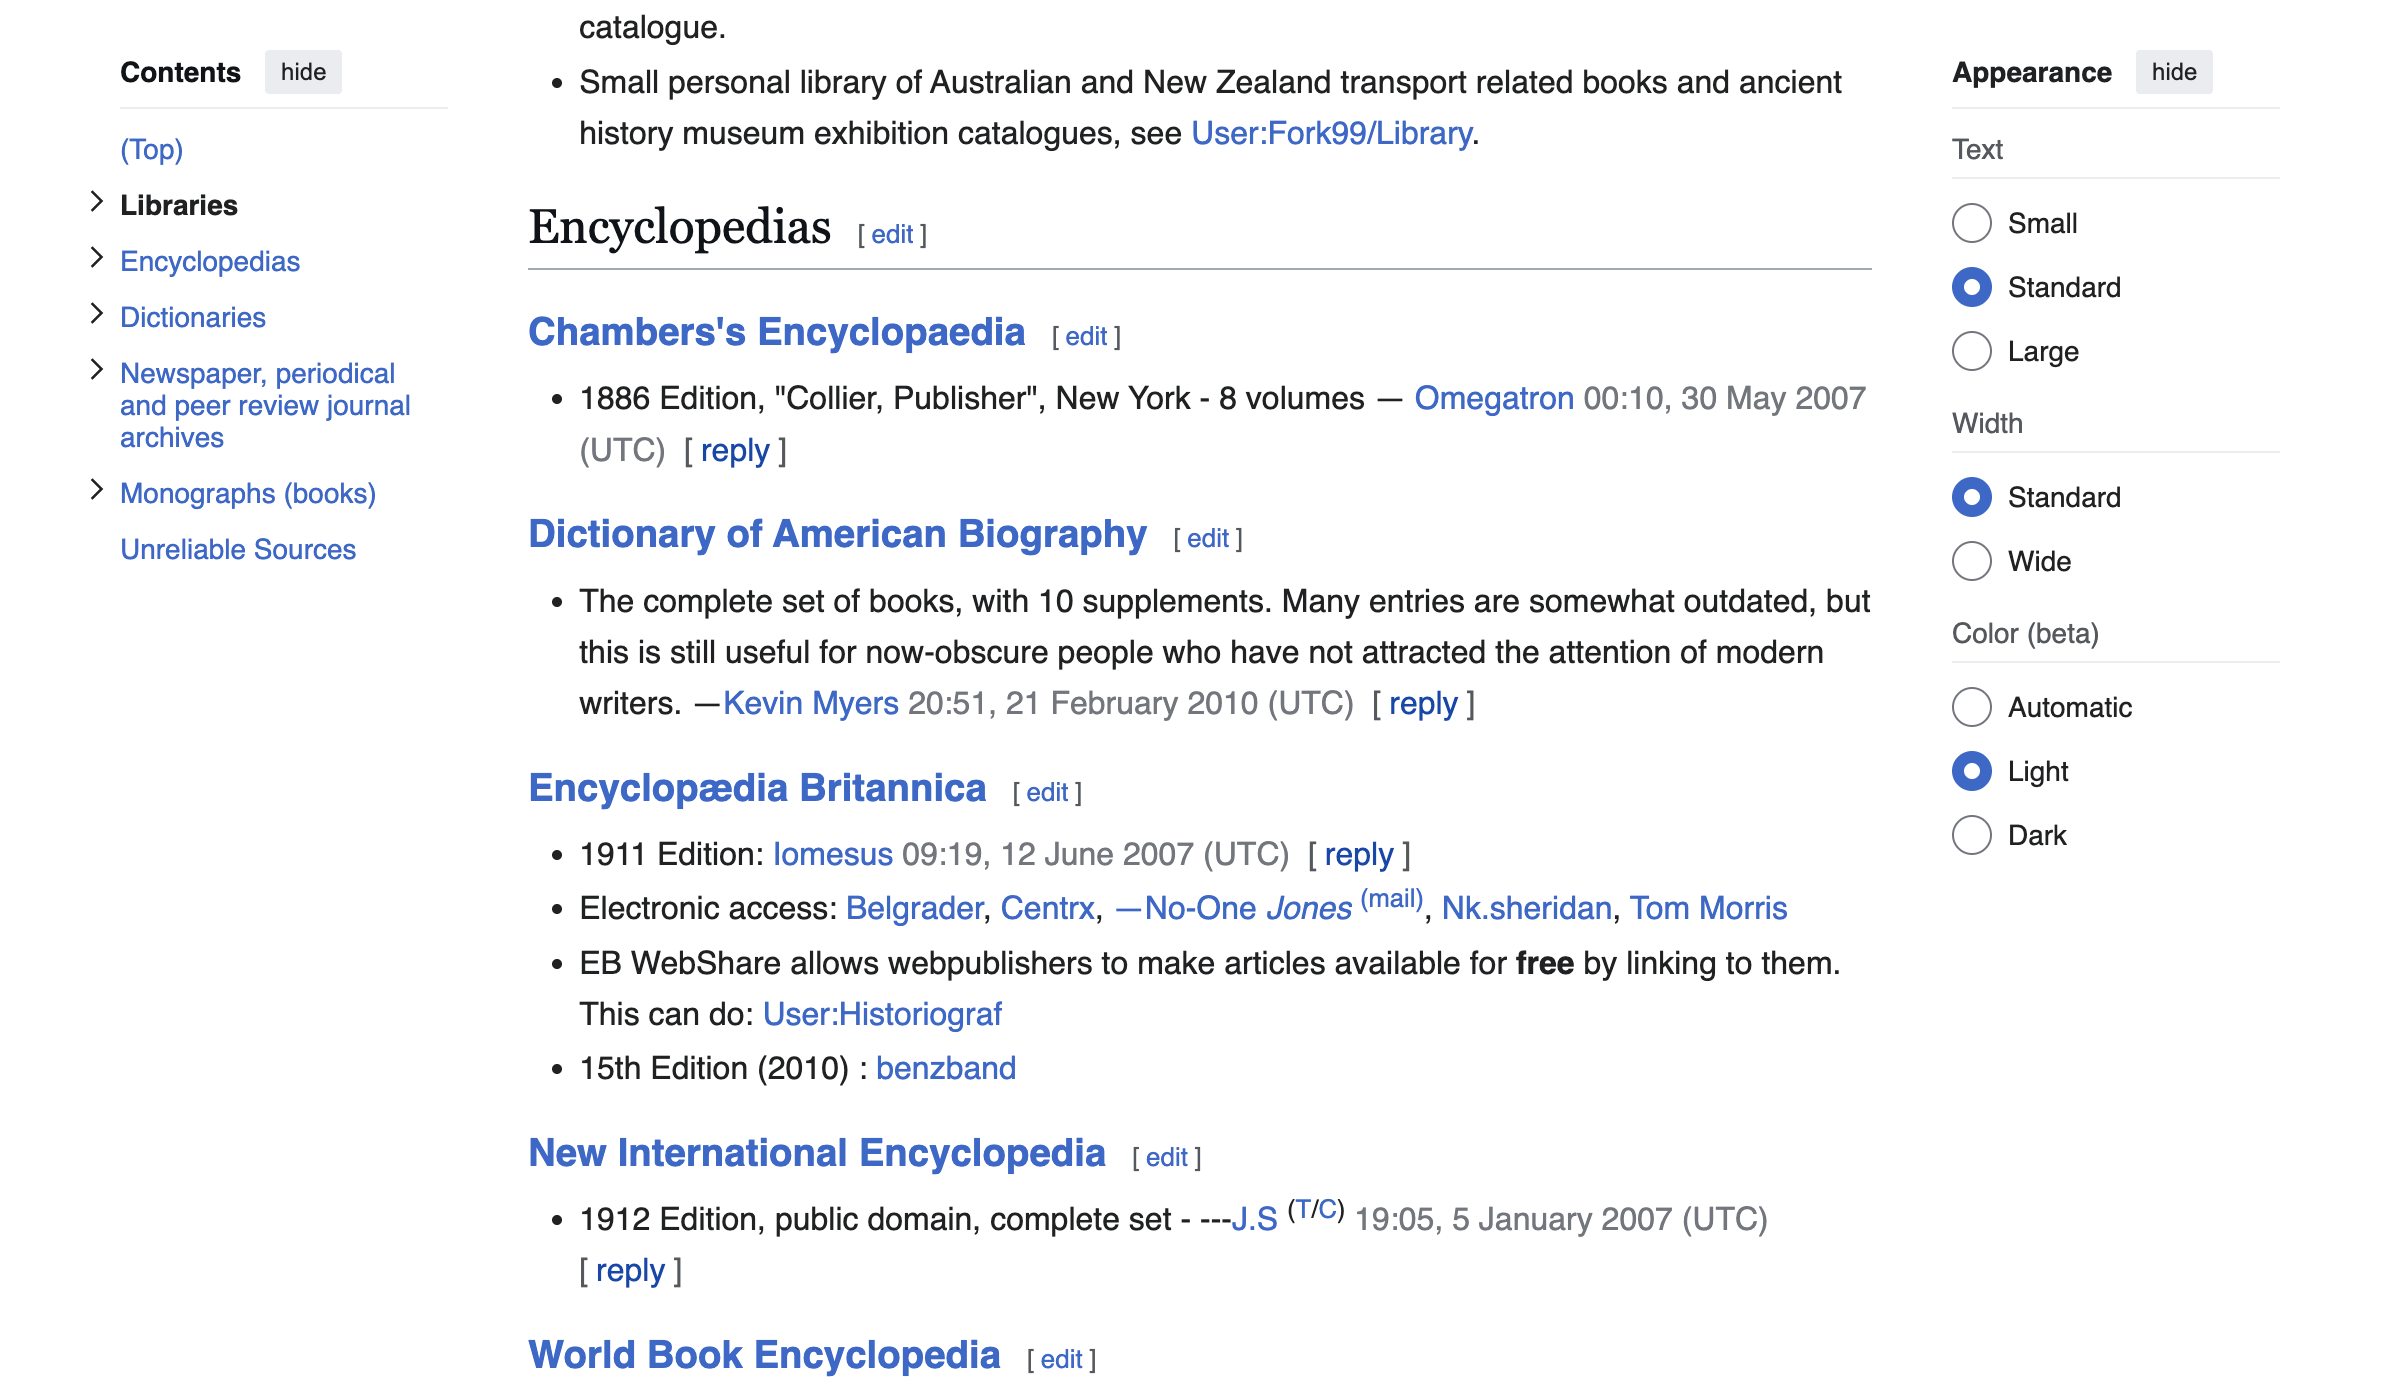 Contents hide
(Top)
Libraries
Encyclopedias
Dictionaries
Newspaper, periodical
and peer review journal
archives
Monographs (books)
Unreliable Sources
catalogue.
• Small personal library of Australian and New Zealand transport related books and ancient
history museum exhibition catalogues, see User:Fork99/Library.
Encyclopedias [ edit ]
Chambers's Encyclopaedia [ edit ]
• 1886 Edition, "Collier, Publisher", New York - 8 volumes — Omegatron 00:10, 30 May 2007
(UTC) [ reply ]
Dictionary of American Biography [ edit ]
• The complete set of books, with 10 supplements. Many entries are somewhat outdated, but
this is still useful for now-obscure people who have not attracted the attention of modern
writers. —Kevin Myers 20:51, 21 February 2010 (UTC) [ reply ]
Encyclopædia Britannica [ edit ]
• 1911 Edition: Iomesus 09:19, 12 June 2007 (UTC) [ reply ]
• Electronic access: Belgrader, Centrx, —No-One Jones (mail), Nk.sheridan, Tom Morris
• EB WebShare allows webpublishers to make articles available for free by linking to them.
This can do: User:Historiograf
• 15th Edition (2010) : benzband
New International Encyclopedia [ edit ]
• 1912 Edition, public domain, complete set - ---J.S (T/C) 19:05, 5 January 2007 (UTC)
[ reply ]
World Book Encyclopedia [ edit ]
Appearance hide
Text
Small
Standard
Large
Width
Standard
Wide
Color (beta)
Automatic
Light
Dark